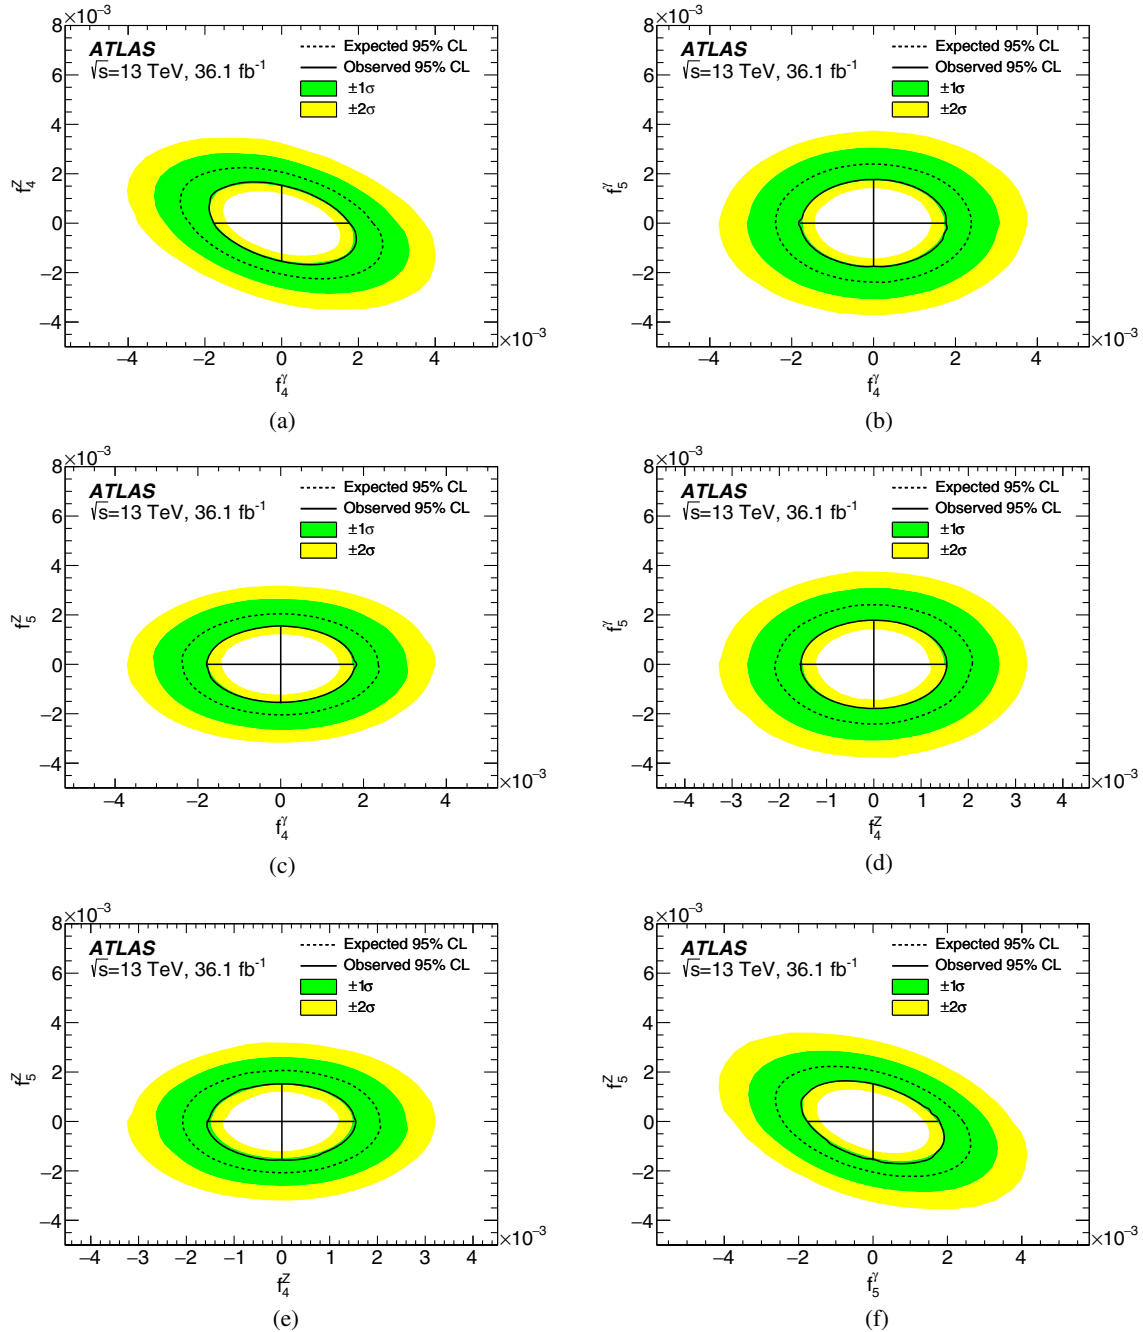 8×10⁻³
ATLAS
√s=13 TeV, 36.1 fb⁻¹
Expected 95% CL
Observed 95% CL
±1σ
±2σ
6
4
2
0
−2
−4
f₄ᶻ
−4 −2 0 2 4 ×10⁻³
f₄ᵞ
(a)
8×10⁻³
ATLAS
√s=13 TeV, 36.1 fb⁻¹
Expected 95% CL
Observed 95% CL
±1σ
±2σ
6
4
2
0
−2
−4
f₅ᵞ
−4 −2 0 2 4 ×10⁻³
f₄ᵞ
(b)
8×10⁻³
ATLAS
√s=13 TeV, 36.1 fb⁻¹
Expected 95% CL
Observed 95% CL
±1σ
±2σ
6
4
2
0
−2
−4
f₅ᶻ
−4 −2 0 2 4 ×10⁻³
f₄ᵞ
(c)
8×10⁻³
ATLAS
√s=13 TeV, 36.1 fb⁻¹
Expected 95% CL
Observed 95% CL
±1σ
±2σ
6
4
2
0
−2
−4
f₅ᵞ
−4 −3 −2 −1 0 1 2 3 4 ×10⁻³
f₄ᶻ
(d)
8×10⁻³
ATLAS
√s=13 TeV, 36.1 fb⁻¹
Expected 95% CL
Observed 95% CL
±1σ
±2σ
6
4
2
0
−2
−4
f₅ᶻ
−4 −3 −2 −1 0 1 2 3 4 ×10⁻³
f₄ᶻ
(e)
8×10⁻³
ATLAS
√s=13 TeV, 36.1 fb⁻¹
Expected 95% CL
Observed 95% CL
±1σ
±2σ
6
4
2
0
−2
−4
f₅ᶻ
−4 −2 0 2 4 ×10⁻³
f₅ᵞ
(f)